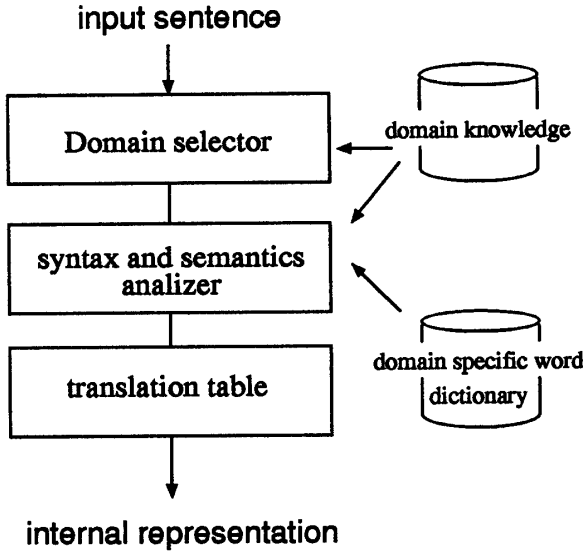 input sentence
Domain selector
domain knowledge
syntax and semantics
analizer
domain specific word
dictionary
translation table
internal representation